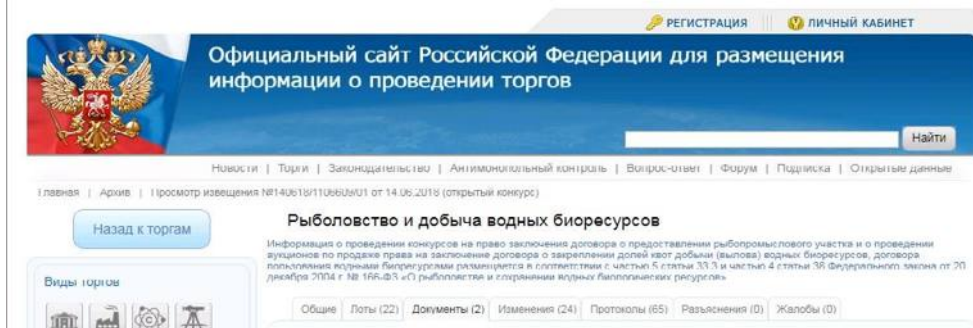 РЕГИСТРАЦИЯ ЛИЧНЫЙ КАБИНЕТ
Официальный сайт Российской Федерации для размещения
информации о проведении торгов
Найти
Новости | Торги | Законодательство | Антимонопольный контроль | Вопрос-ответ | Форум | Подписка | Открытые данные
Главная | Архив | Просмотр извещения №140618/1106609/01 от 14.06.2018 (открытый конкурс)
Назад к торгам
Рыболовство и добыча водных биоресурсов
Информация о проведении конкурсов на право заключения договора о предоставлении рыбопромыслового участка и о проведении
аукционов по продаже права на заключение договора о закреплении долей квот добычи (вылова) водных биоресурсов, договора
пользования водными биоресурсами размещается в соответствии с частью 5 статьи 33.3 и частью 4 статьи 38 Федерального закона от 20
декабря 2004 г. № 166-ФЗ «О рыболовстве и сохранении водных биологических ресурсов»
Виды торгов
Общие Лоты (22) Документы (2) Изменения (24) Протоколы (65) Разъяснения (0) Жалобы (0)